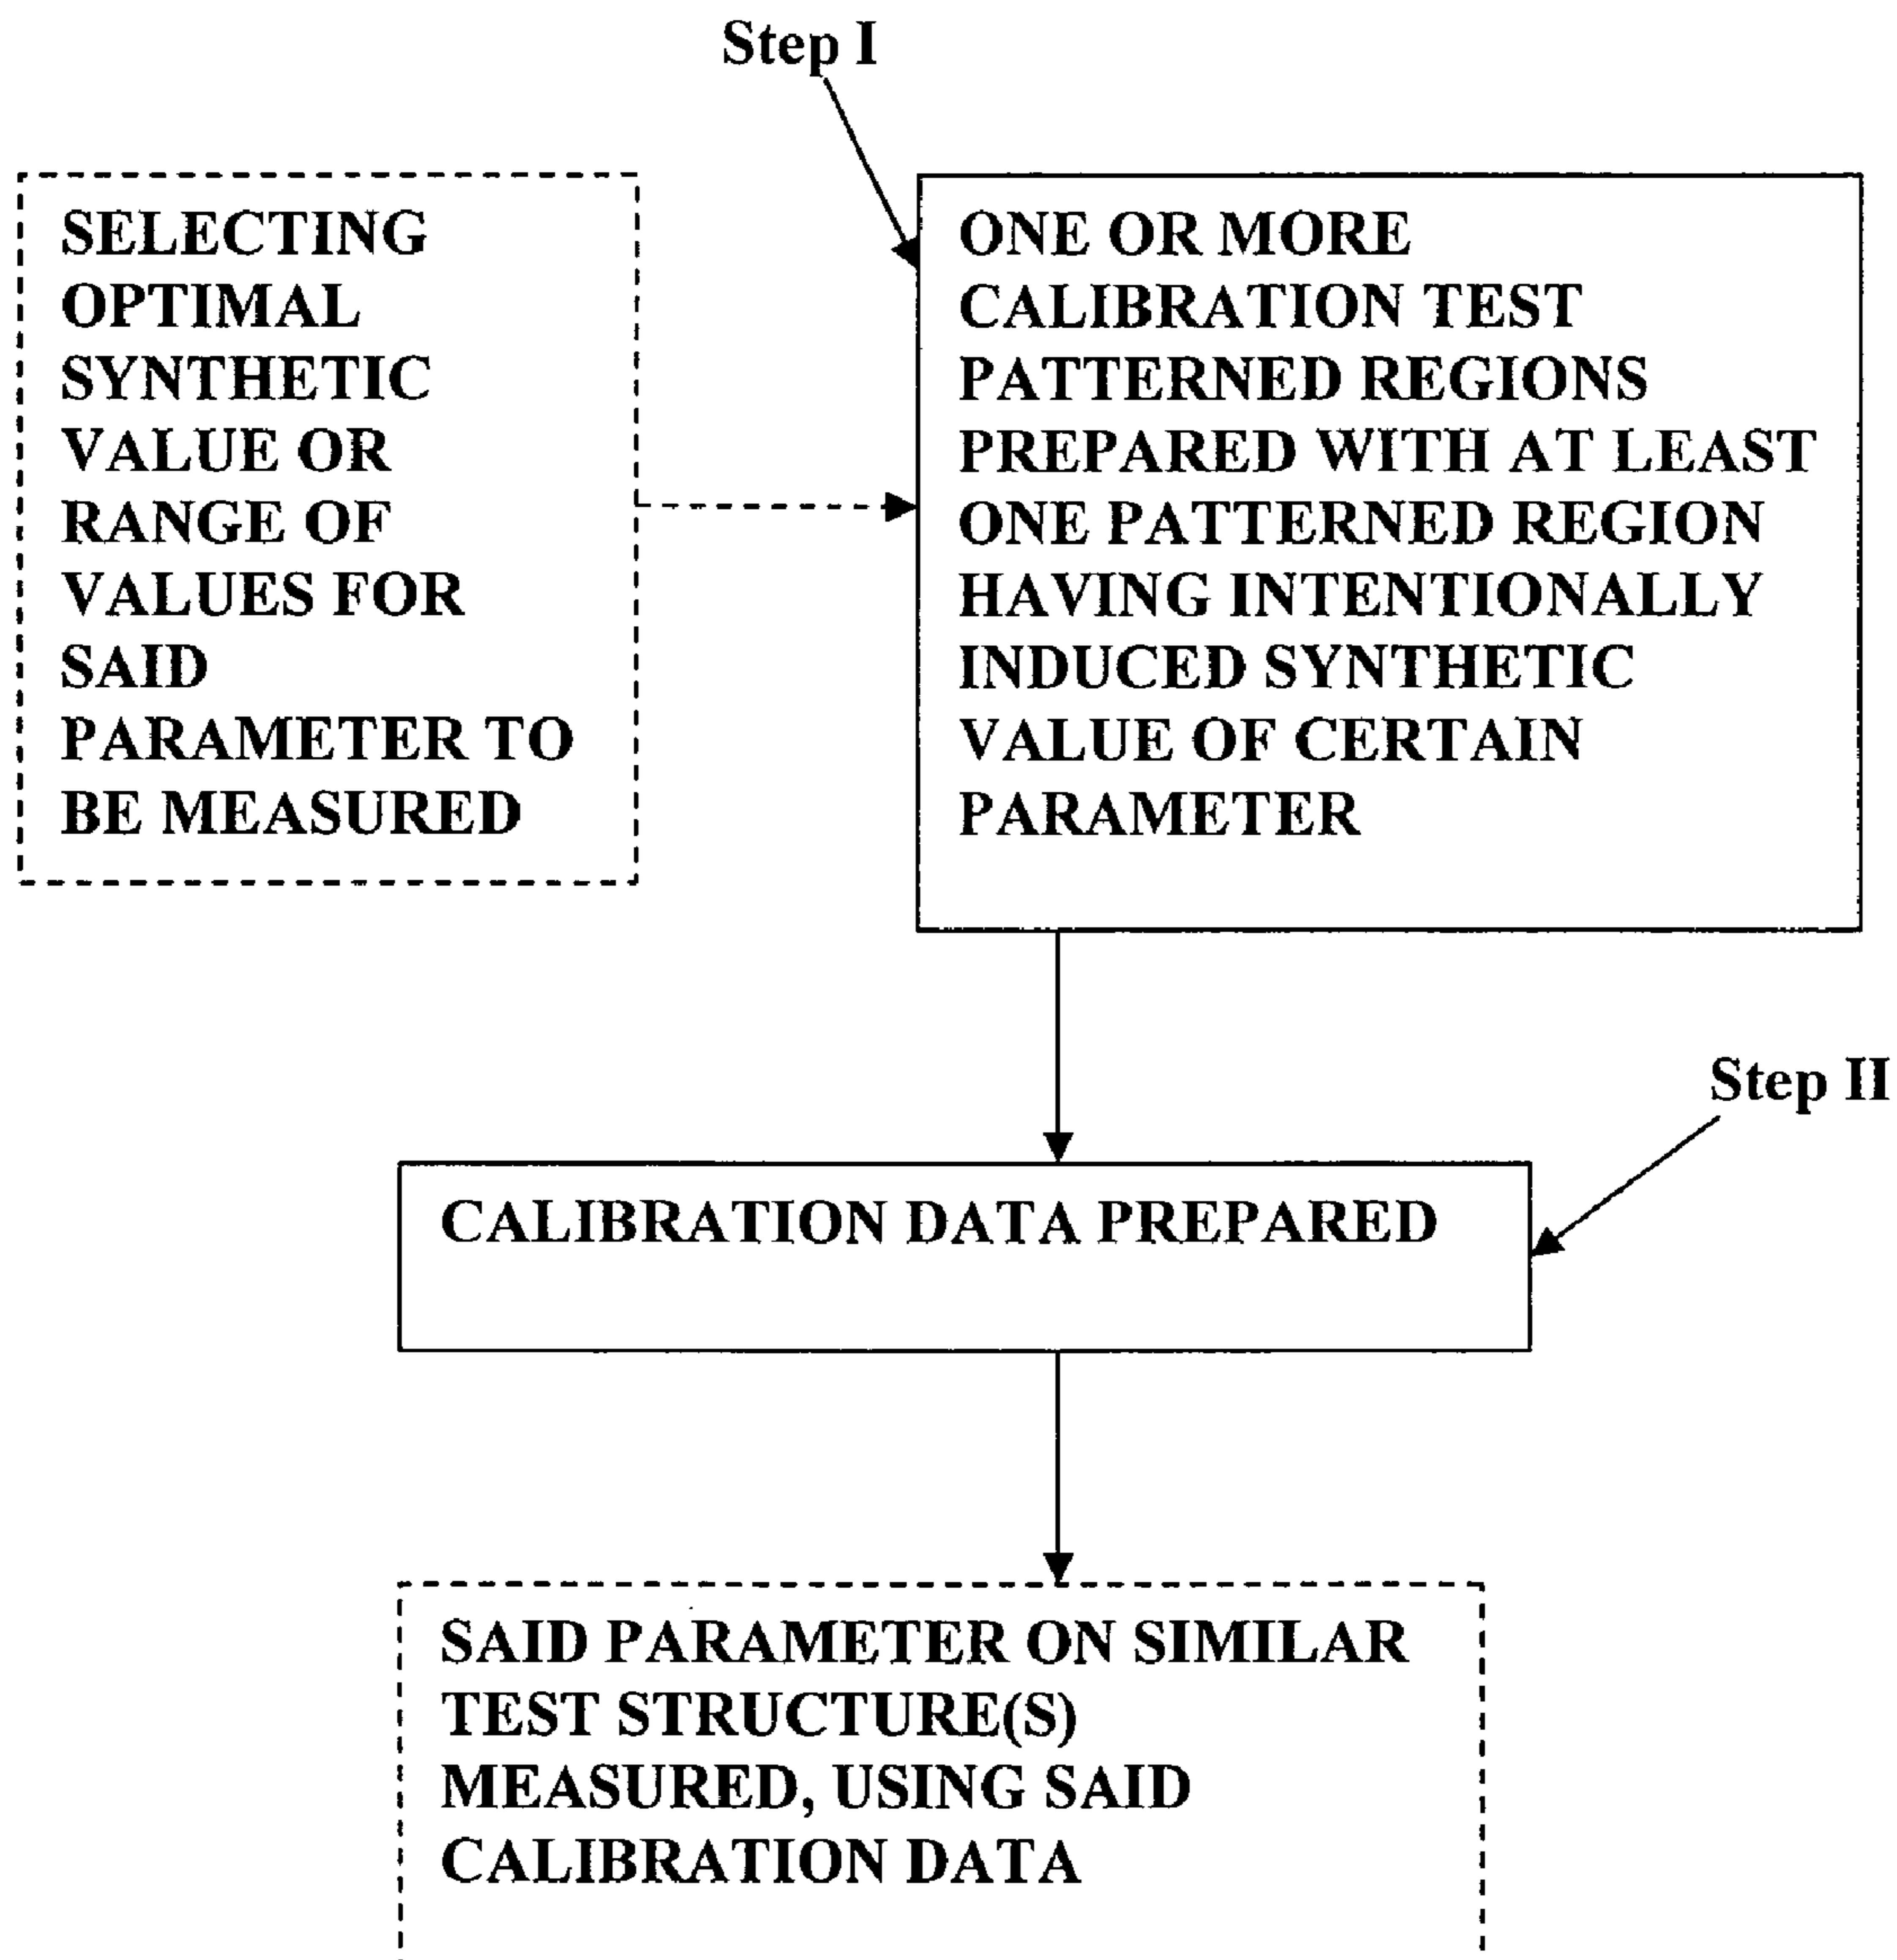 Step I
SELECTING
OPTIMAL
SYNTHETIC
VALUE OR
RANGE OF
VALUES FOR
SAID
PARAMETER TO
BE MEASURED
ONE OR MORE
CALIBRATION TEST
PATTERNED REGIONS
PREPARED WITH AT LEAST
ONE PATTERNED REGION
HAVING INTENTIONALLY
INDUCED SYNTHETIC
VALUE OF CERTAIN
PARAMETER
Step II
CALIBRATION DATA PREPARED
SAID PARAMETER ON SIMILAR
TEST STRUCTURE(S)
MEASURED, USING SAID
CALIBRATION DATA